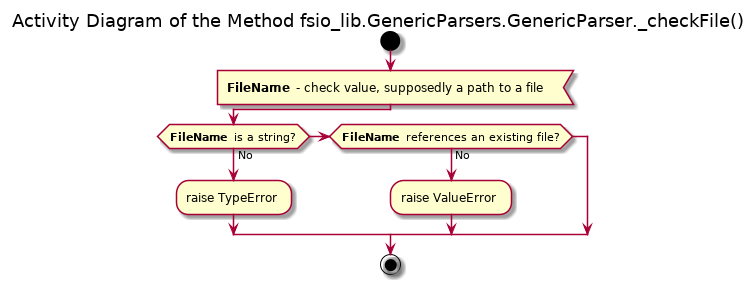 Activity Diagram of the Method fsio_lib.GenericParsers.GenericParser._checkFile()
FileName - check value, supposedly a path to a file
FileName is a string?
FileName references an existing file?
No
No
raise TypeError
raise ValueError